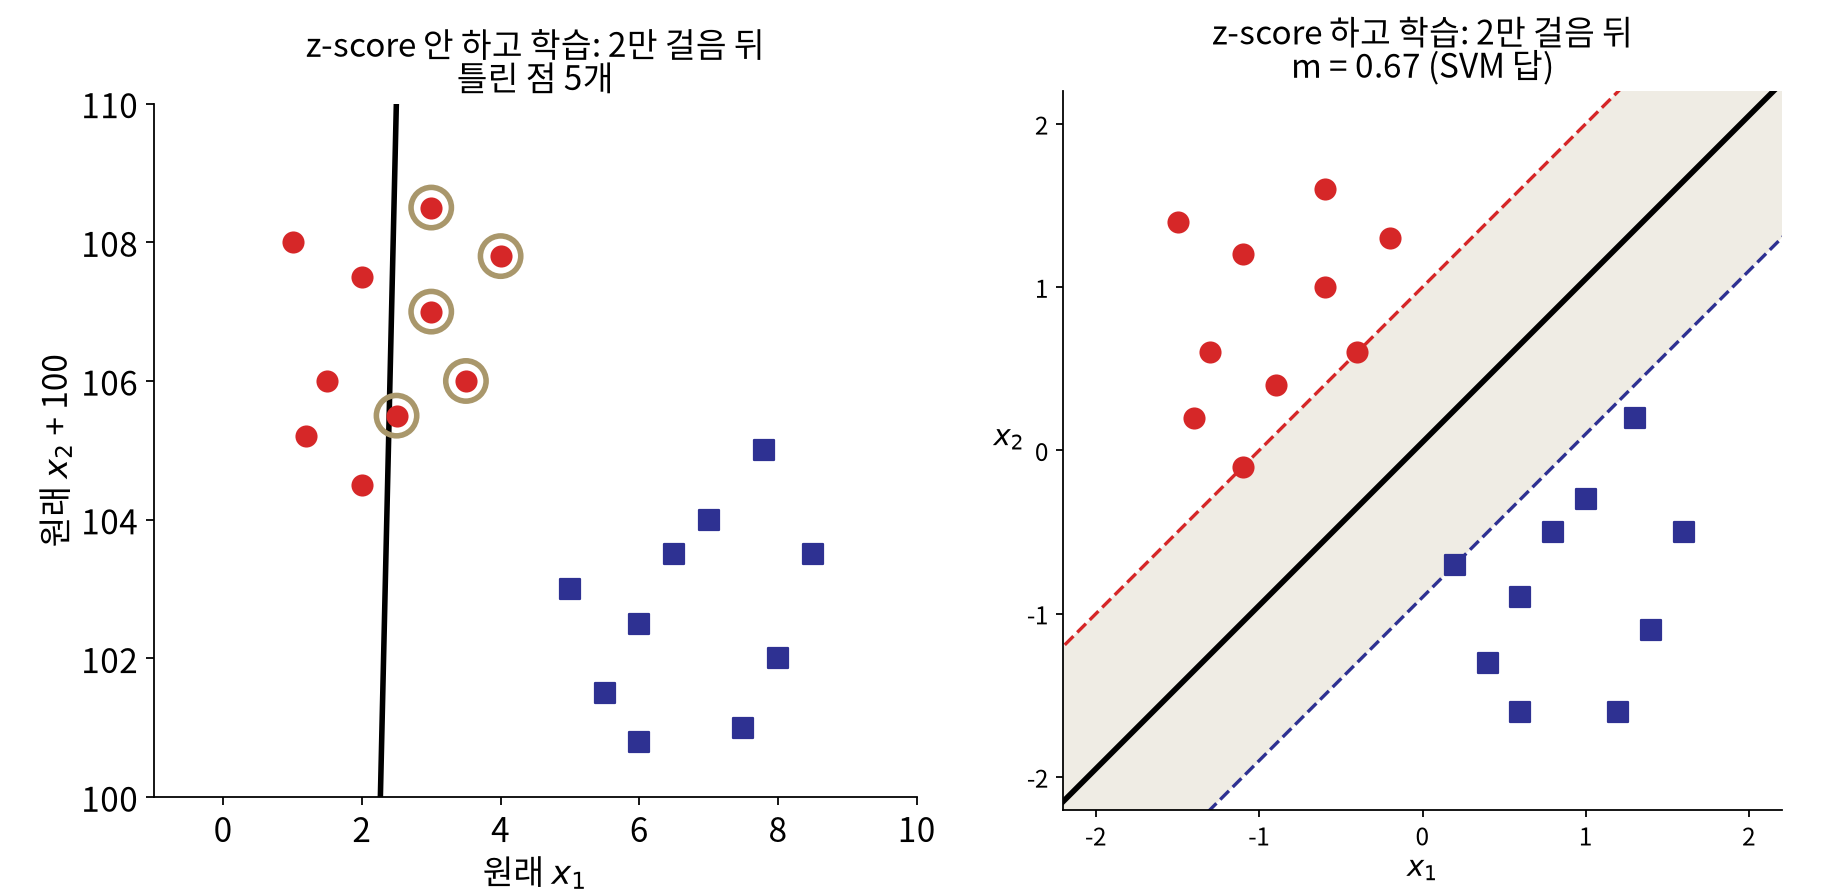 z-score 안 하고 학습: 2만 걸음 뒤
틀린 점 5개
110
108
106
104
102
100
원래 x₂ + 100
0 2 4 6 8 10
원래 x₁
z-score 하고 학습: 2만 걸음 뒤
m = 0.67 (SVM 답)
2
1
0
-1
-2
x₂
-2 -1 0 1 2
x₁